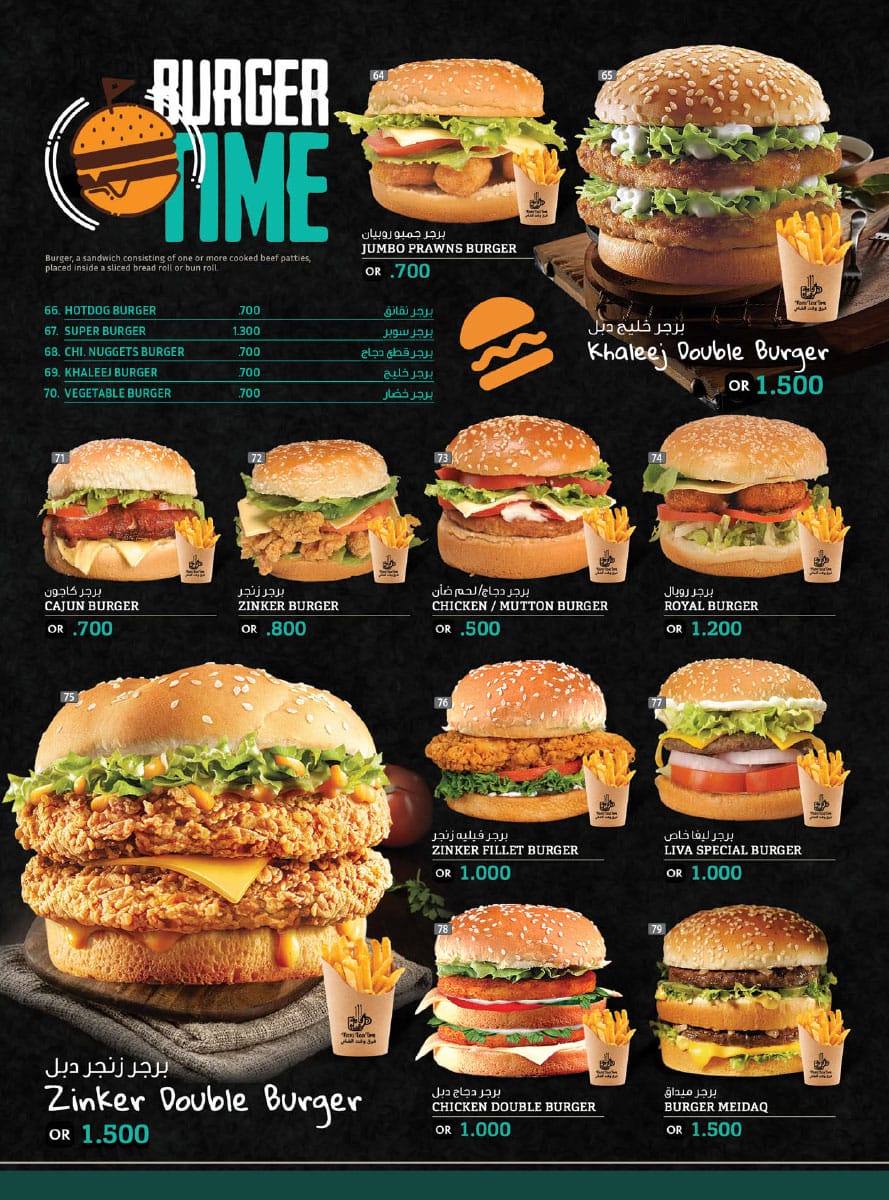 BURGER
TIME
Burger, a sandwich consisting of one or more cooked beef patties,
placed inside a sliced bread roll or bun roll.
64
برجر جمبو روبيان
JUMBO PRAWNS BURGER
OR .700
65
برجر خليج دبل
Khaleej Double Burger
OR 1.500
66. HOTDOG BURGER .700 برجر نقانق
67. SUPER BURGER 1.300 برجر سوبر
68. CHI. NUGGETS BURGER .700 برجر قطع دجاج
69. KHALEEJ BURGER .700 برجر خليج
70. VEGETABLE BURGER .700 برجر خضار
71
برجر كاجون
CAJUN BURGER
OR .700
72
برجر زنجر
ZINKER BURGER
OR .800
73
برجر دجاج/لحم ضأن
CHICKEN / MUTTON BURGER
OR .500
74
برجر رويال
ROYAL BURGER
OR 1.200
75
برجر زنجر دبل
Zinker Double Burger
OR 1.500
76
برجر فيليه زنجر
ZINKER FILLET BURGER
OR 1.000
77
برجر ليفا خاص
LIVA SPECIAL BURGER
OR 1.000
78
برجر دجاج دبل
CHICKEN DOUBLE BURGER
OR 1.000
79
برجر ميداق
BURGER MEIDAQ
OR 1.500